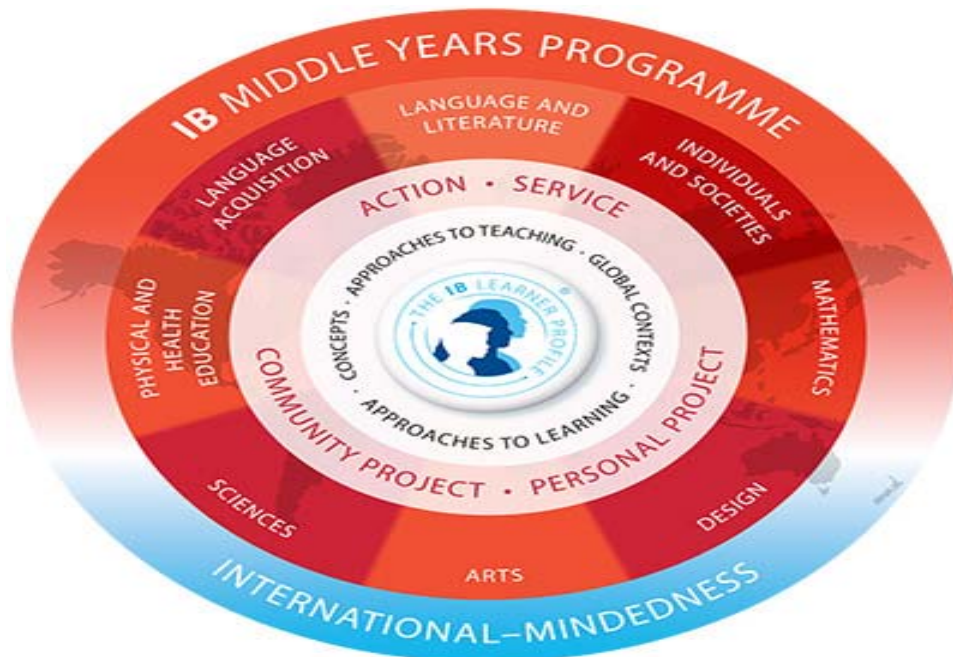 IB MIDDLE YEARS PROGRAMME
LANGUAGE AND
LITERATURE
LANGUAGE
ACQUISITION
INDIVIDUALS
AND SOCIETIES
PHYSICAL AND
HEALTH
EDUCATION
MATHEMATICS
SCIENCES
DESIGN
ARTS
ACTION • SERVICE
COMMUNITY PROJECT • PERSONAL PROJECT
· CONCEPTS · APPROACHES TO TEACHING · GLOBAL CONTEXTS ·
APPROACHES TO LEARNING
THE IB LEARNER PROFILE
®
INTERNATIONAL–MINDEDNESS